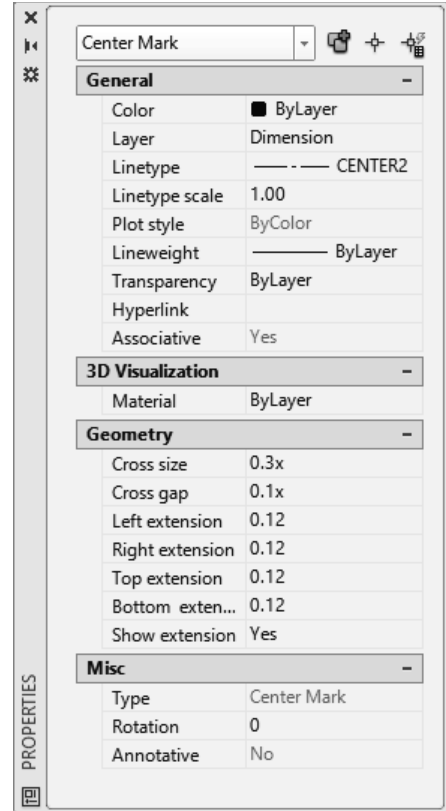 Center Mark
General –
Color ByLayer
Layer Dimension
Linetype CENTER2
Linetype scale 1.00
Plot style ByColor
Lineweight ByLayer
Transparency ByLayer
Hyperlink
Associative Yes
3D Visualization –
Material ByLayer
Geometry –
Cross size 0.3x
Cross gap 0.1x
Left extension 0.12
Right extension 0.12
Top extension 0.12
Bottom exten... 0.12
Show extension Yes
Misc –
Type Center Mark
Rotation 0
Annotative No
PROPERTIES